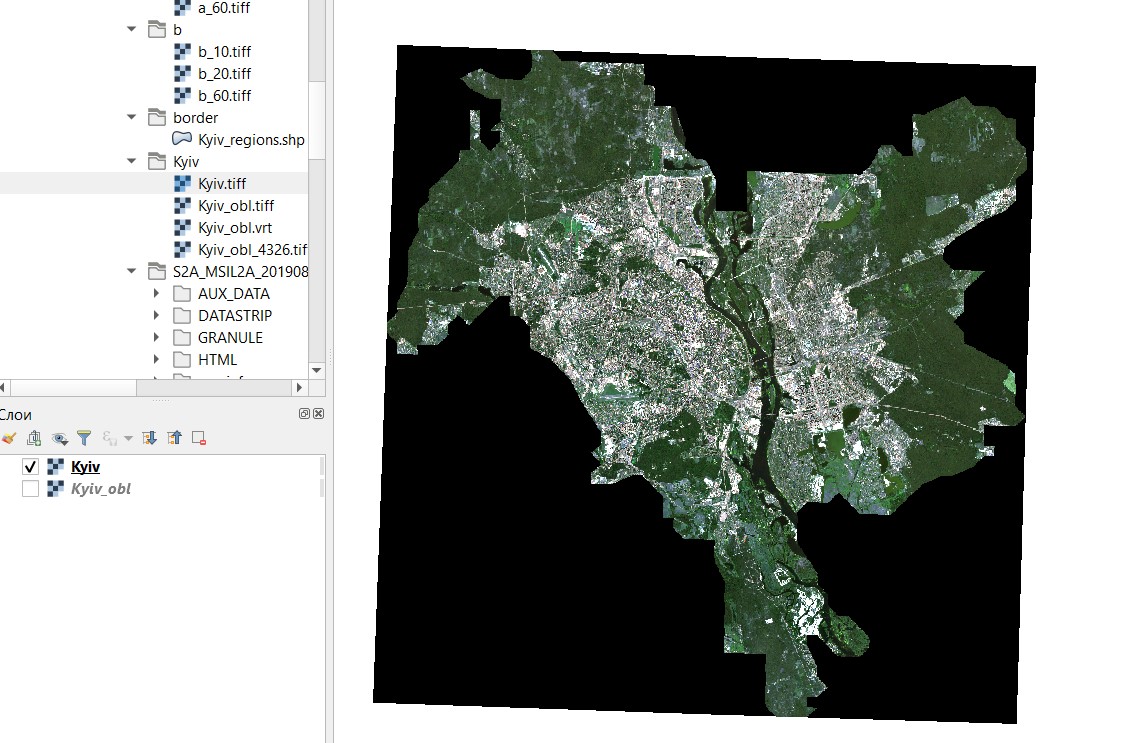 a_60.tiff
b
b_10.tiff
b_20.tiff
b_60.tiff
border
Kyiv_regions.shp
Kyiv
Kyiv.tiff
Kyiv_obl.tiff
Kyiv_obl.vrt
Kyiv_obl_4326.tif
S2A_MSIL2A_201908
AUX_DATA
DATASTRIP
GRANULE
HTML
Слои
Kyiv
Kyiv_obl